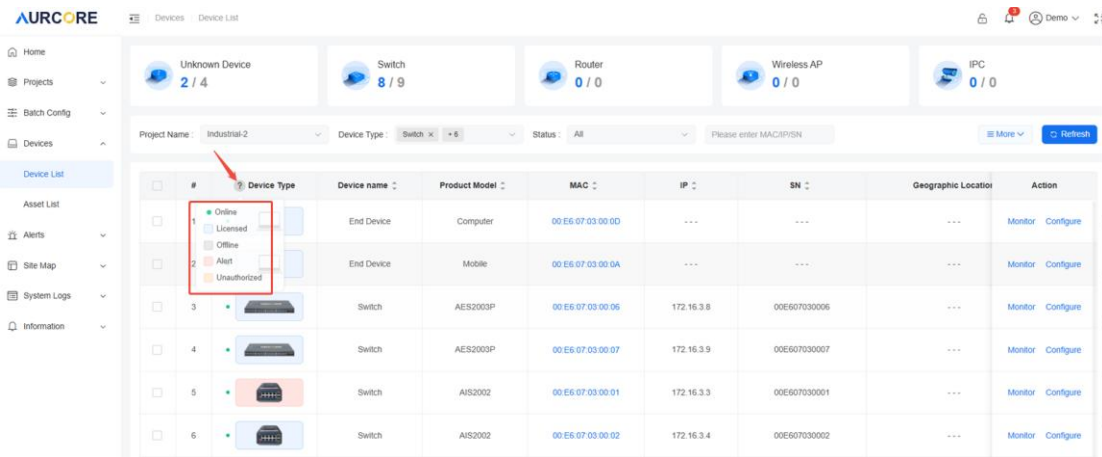 AURCORE
Devices Device List
3
Demo
Home
Projects
Batch Config
Devices
Device List
Asset List
Alerts
Site Map
System Logs
Information
Unknown Device
2 / 4
Switch
8 / 9
Router
0 / 0
Wireless AP
0 / 0
IPC
0 / 0
Project Name : Industrial-2 Device Type : Switch × + 6 Status : All Please enter MAC/IP/SN More Refresh
# ? Device Type Device name Product Model MAC IP SN Geographic Location Action
Online
Licensed
Offline
Alert
Unauthorized
1 End Device Computer 00:E6:07:03:00:0D - - - - - - - - - Monitor Configure
2 End Device Mobile 00:E6:07:03:00:0A - - - - - - - - - Monitor Configure
3 Switch AES2003P 00:E6:07:03:00:06 172.16.3.8 00E607030006 - - - Monitor Configure
4 Switch AES2003P 00:E6:07:03:00:07 172.16.3.9 00E607030007 - - - Monitor Configure
5 Switch AIS2002 00:E6:07:03:00:01 172.16.3.3 00E607030001 - - - Monitor Configure
6 Switch AIS2002 00:E6:07:03:00:02 172.16.3.4 00E607030002 - - - Monitor Configure